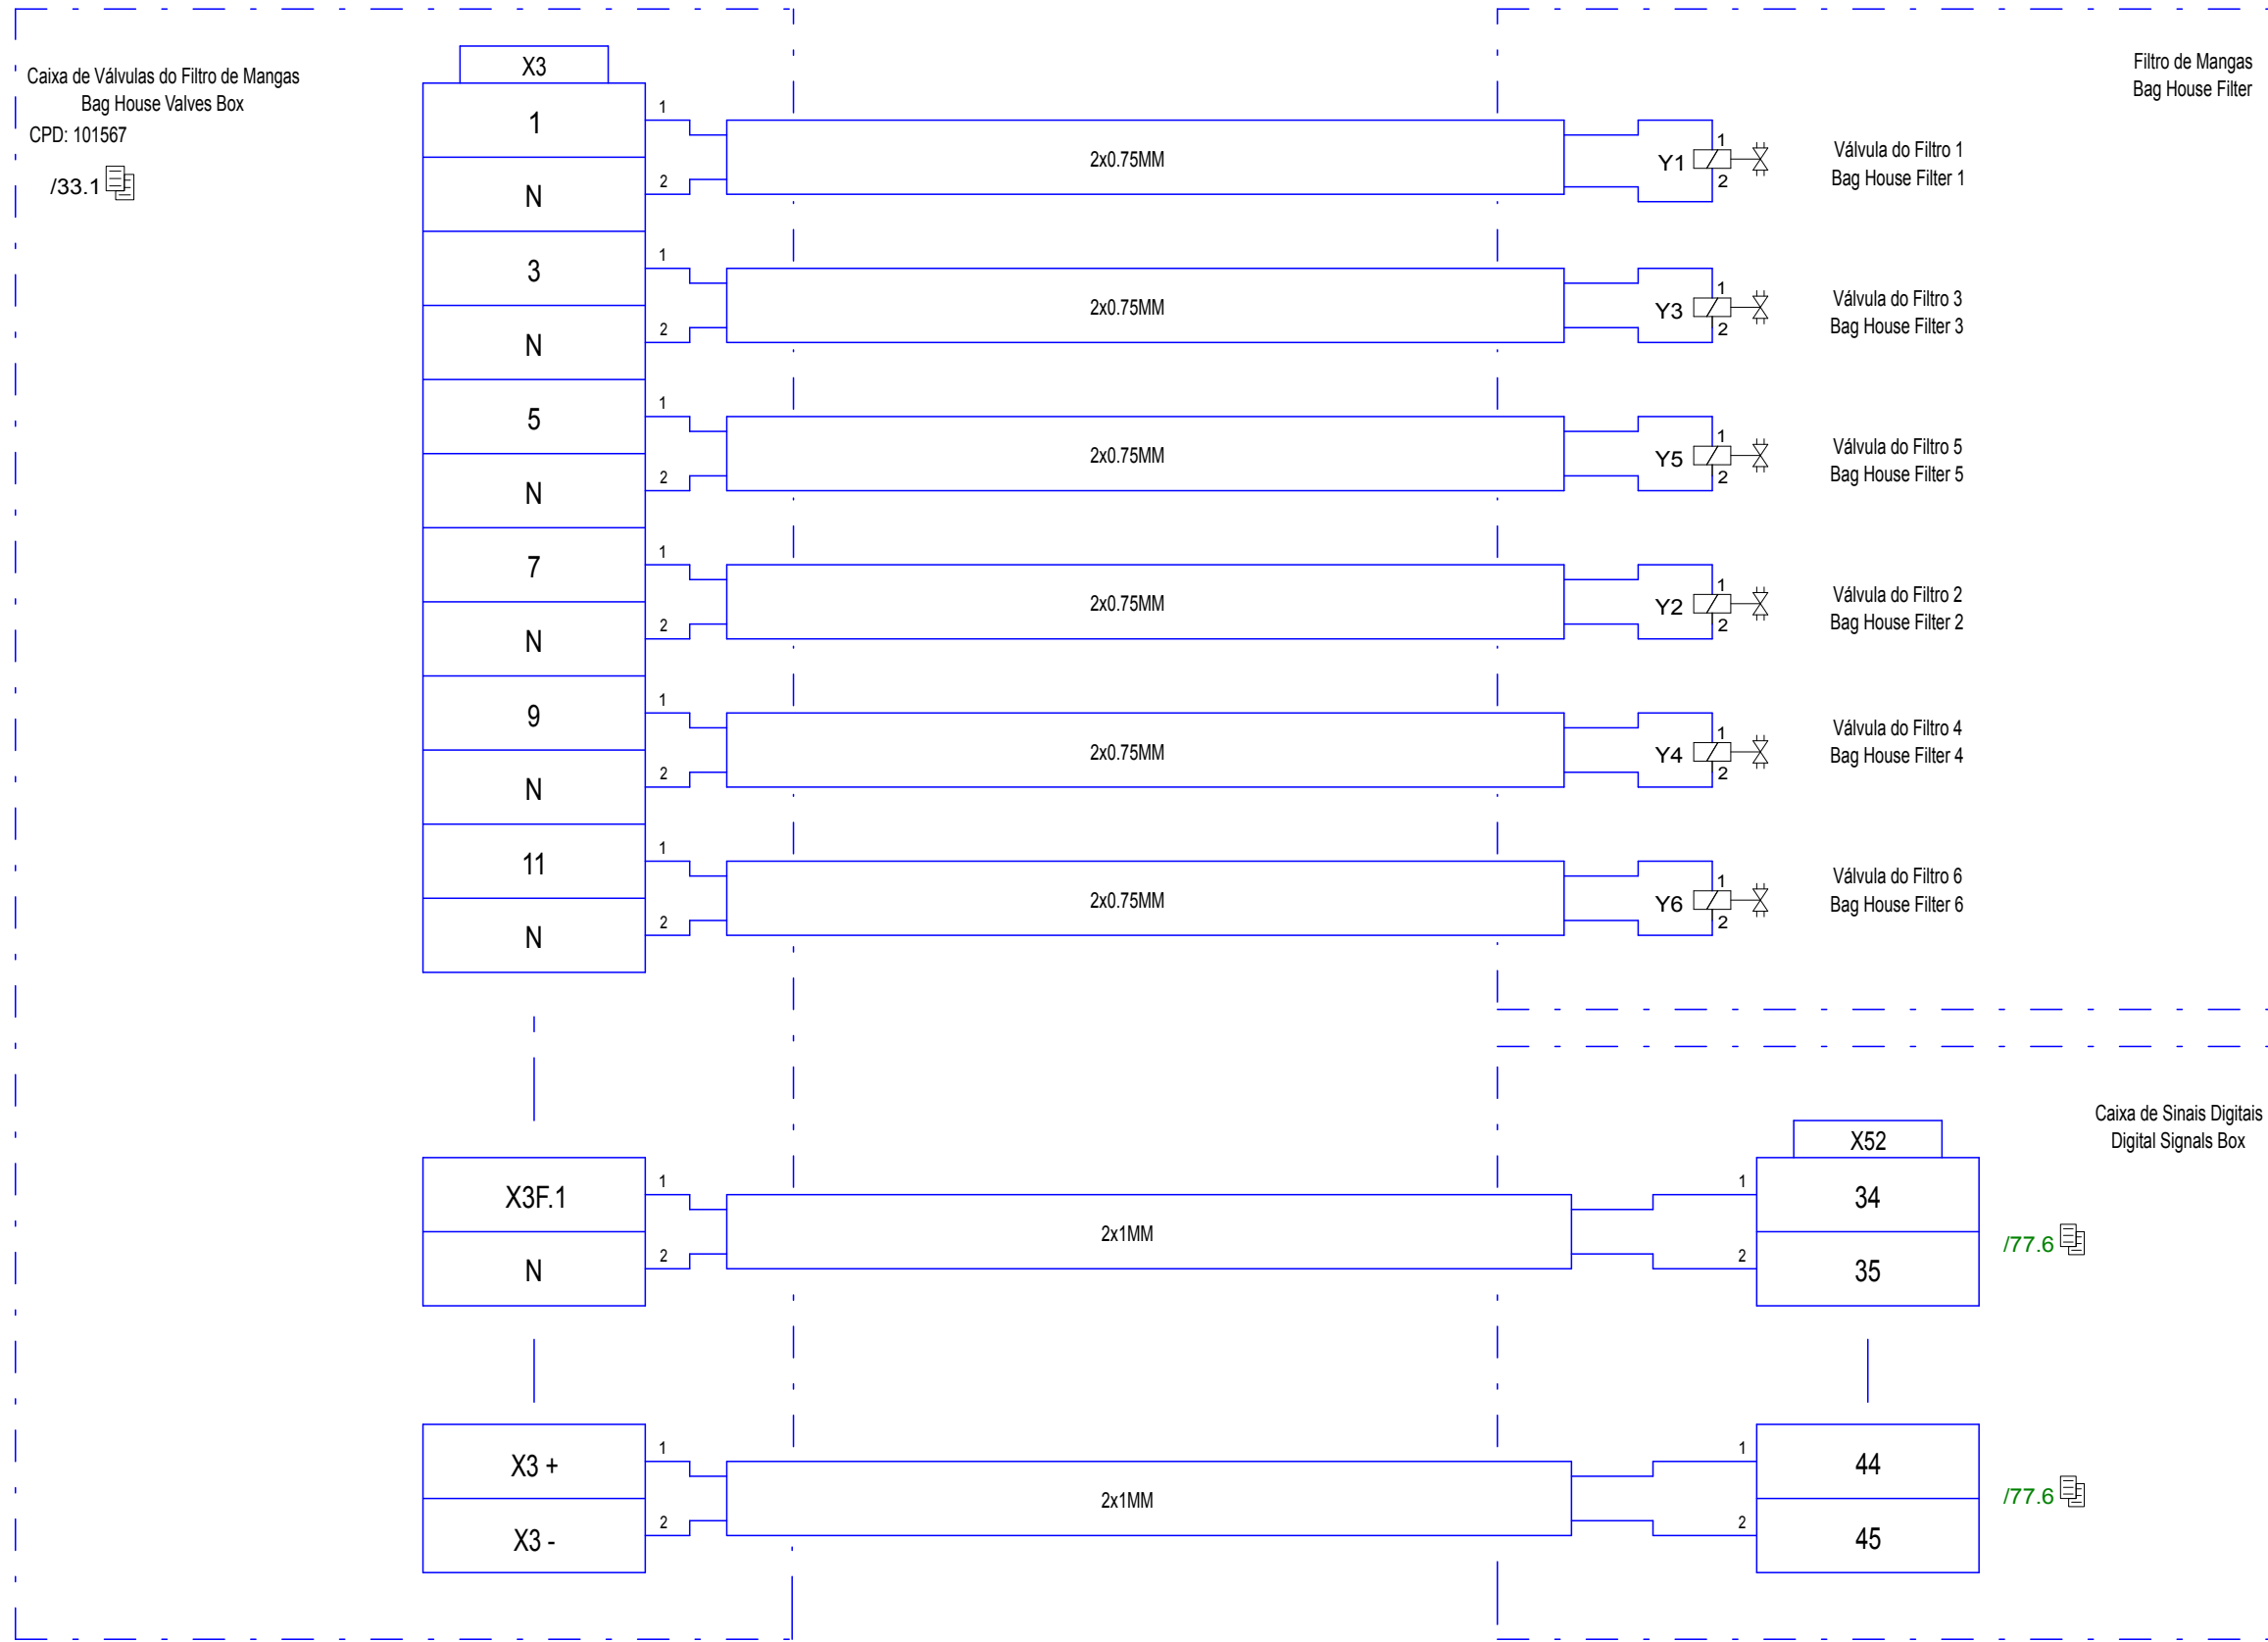 Caixa de Válvulas do Filtro de Mangas
Bag House Valves Box
CPD: 101567
/33.1
X3
Filtro de Mangas
Bag House Filter
1
1
N
2
2x0.75MM
Y1
1
2
Válvula do Filtro 1
Bag House Filter 1
3
1
N
2
2x0.75MM
Y3
1
2
Válvula do Filtro 3
Bag House Filter 3
5
1
N
2
2x0.75MM
Y5
1
2
Válvula do Filtro 5
Bag House Filter 5
7
1
N
2
2x0.75MM
Y2
1
2
Válvula do Filtro 2
Bag House Filter 2
9
1
N
2
2x0.75MM
Y4
1
2
Válvula do Filtro 4
Bag House Filter 4
11
1
N
2
2x0.75MM
Y6
1
2
Válvula do Filtro 6
Bag House Filter 6
Caixa de Sinais Digitais
Digital Signals Box
X52
X3F.1
1
N
2
2x1MM
1
34
2
35
/77.6
X3 +
1
X3 -
2
2x1MM
1
44
2
45
/77.6